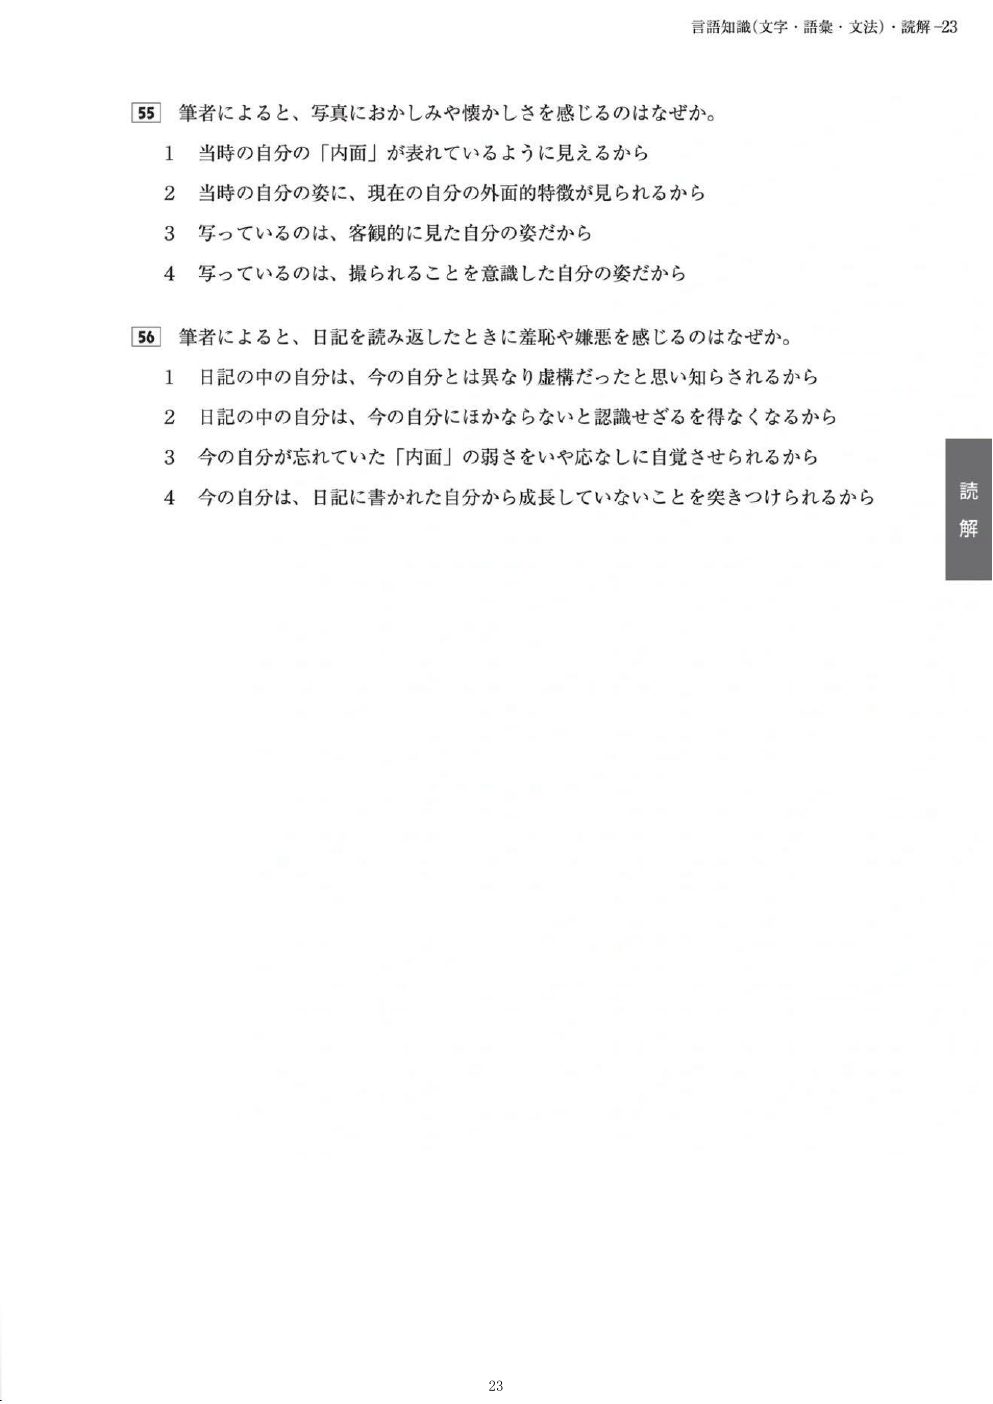 言語知識(文字・語彙・文法)・読解−23
55 筆者によると、写真におかしみや懐かしさを感じるのはなぜか。
1 当時の自分の「内面」が表れているように見えるから
2 当時の自分の姿に、現在の自分の外面的特徴が見られるから
3 写っているのは、客観的に見た自分の姿だから
4 写っているのは、撮られることを意識した自分の姿だから
56 筆者によると、日記を読み返したときに羞恥や嫌悪を感じるのはなぜか。
1 日記の中の自分は、今の自分とは異なり虚構だったと思い知らされるから
2 日記の中の自分は、今の自分にほかならないと認識せざるを得なくなるから
3 今の自分が忘れていた「内面」の弱さをいや応なしに自覚させられるから
4 今の自分は、日記に書かれた自分から成長していないことを突きつけられるから
読解
23